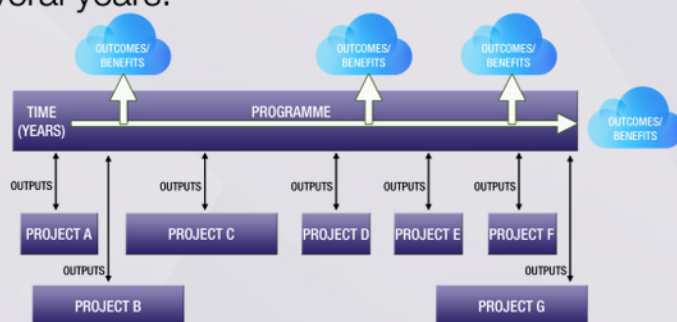 years.
OUTCOMES/
BENEFITS
OUTCOMES/
BENEFITS
OUTCOMES/
BENEFITS
TIME
(YEARS)
PROGRAMME
OUTCOMES/
BENEFITS
OUTPUTS
OUTPUTS
OUTPUTS
OUTPUTS
OUTPUTS
PROJECT A
PROJECT C
PROJECT D
PROJECT E
PROJECT F
OUTPUTS
OUTPUTS
PROJECT B
PROJECT G